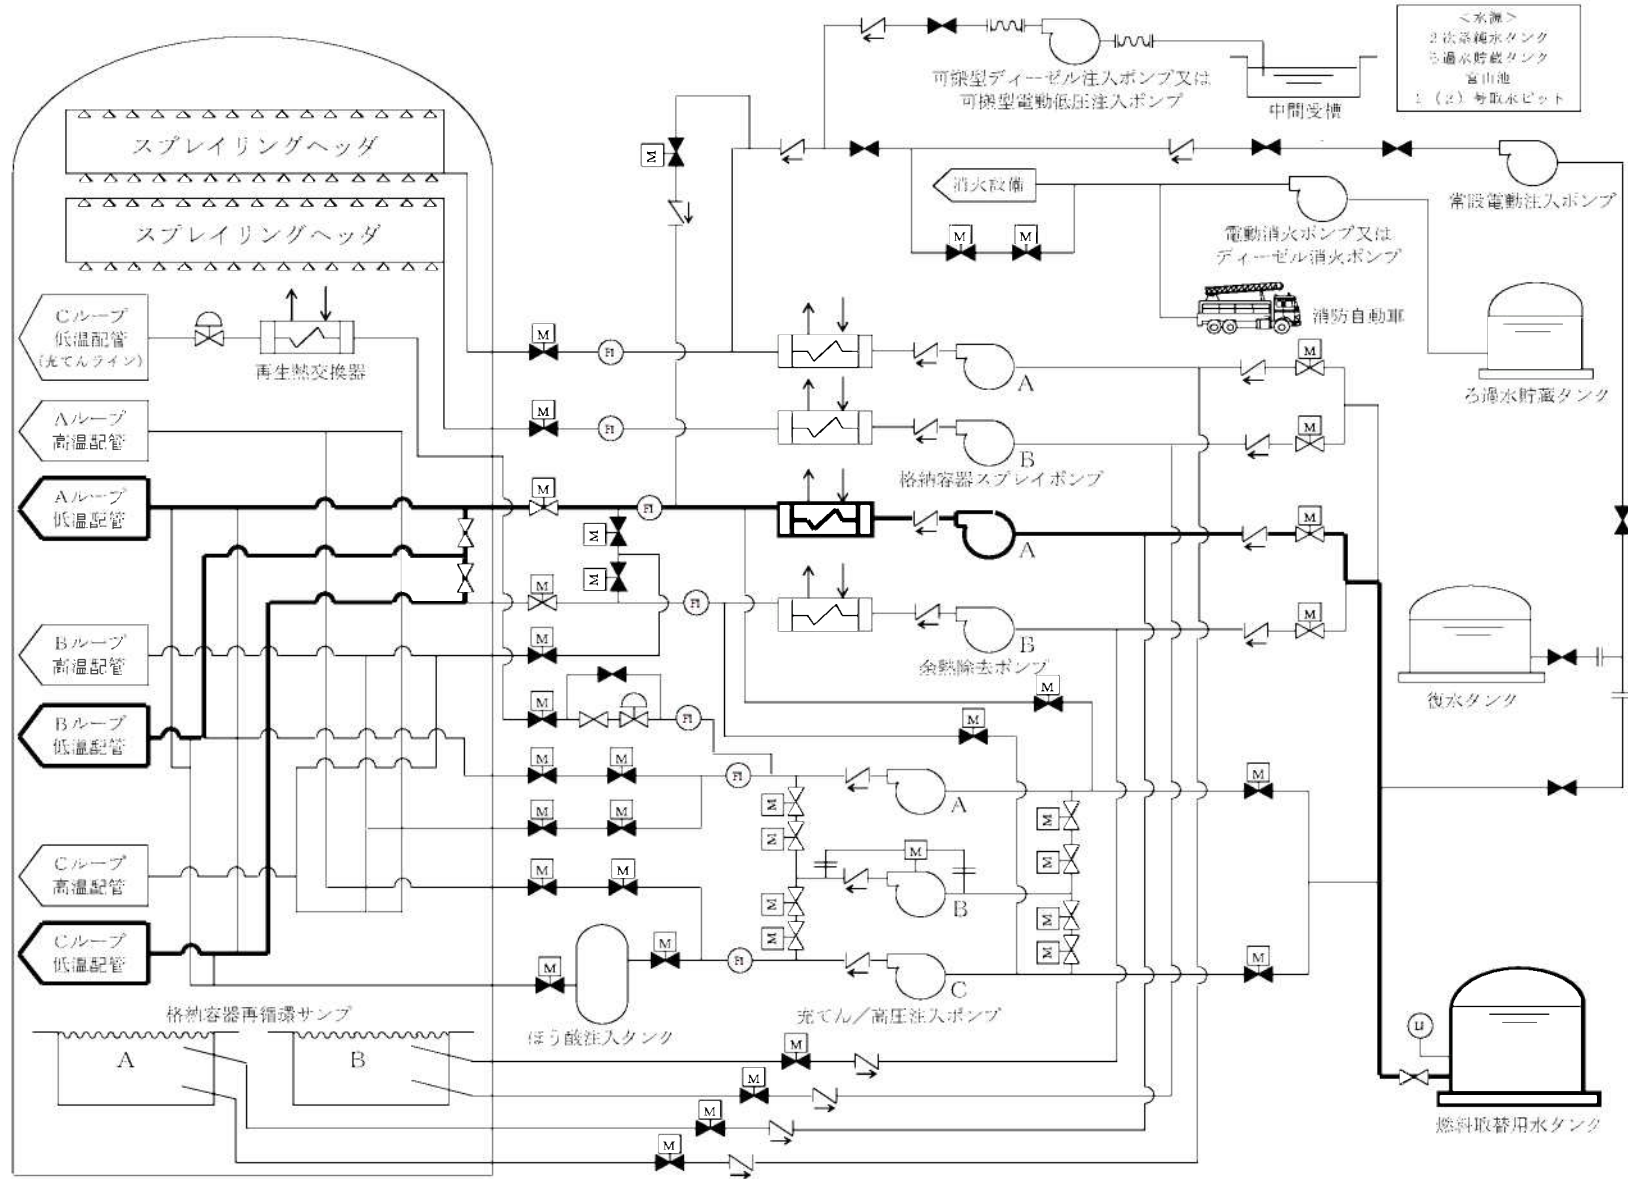 <水源>
2次系純水タンク
ろ過水貯蔵タンク
宮山池
1(2)号取水ピット
可搬型ディーゼル注入ポンプ又は
可搬型電動低圧注入ポンプ
中間受槽
スプレイリングヘッダ
M
消火設備
常設電動注入ポンプ
スプレイリングヘッダ
M
M
電動消火ポンプ又は
ディーゼル消火ポンプ
Cループ
低温配管
(充てんライン)
再生熱交換器
消防自動車
M
FI
A
M
ろ過水貯蔵タンク
Aループ
高温配管
M
FI
B
M
格納容器スプレイポンプ
Aループ
低温配管
M
FI
M
A
M
M
M
FI
B
M
余熱除去ポンプ
Bループ
高温配管
M
M
復水タンク
Bループ
低温配管
M
FI
M
M
M
FI
A
M
M
M
M
M
M
Cループ
高温配管
M
M
M
B
M
M
M
Cループ
低温配管
M
M
FI
M
C
M
M
格納容器再循環サンプ
ほう酸注入タンク
充てん/高圧注入ポンプ
LI
A
B
M
M
M
M
燃料取替用水タンク